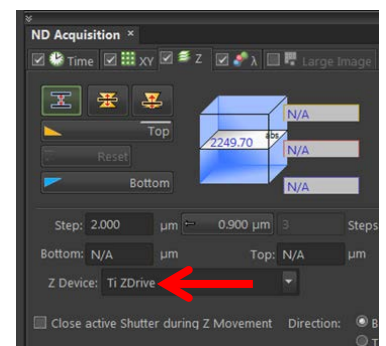 ND Acquisition ×
Time XY Z λ Large Image
N/A
Top
2249.70 abs
N/A
Reset
Bottom
N/A
Step: 2.000 µm 0.900 µm 3 Steps
Bottom: N/A µm Top: N/A µm
Z Device: Ti ZDrive
Close active Shutter during Z Movement Direction: B
T